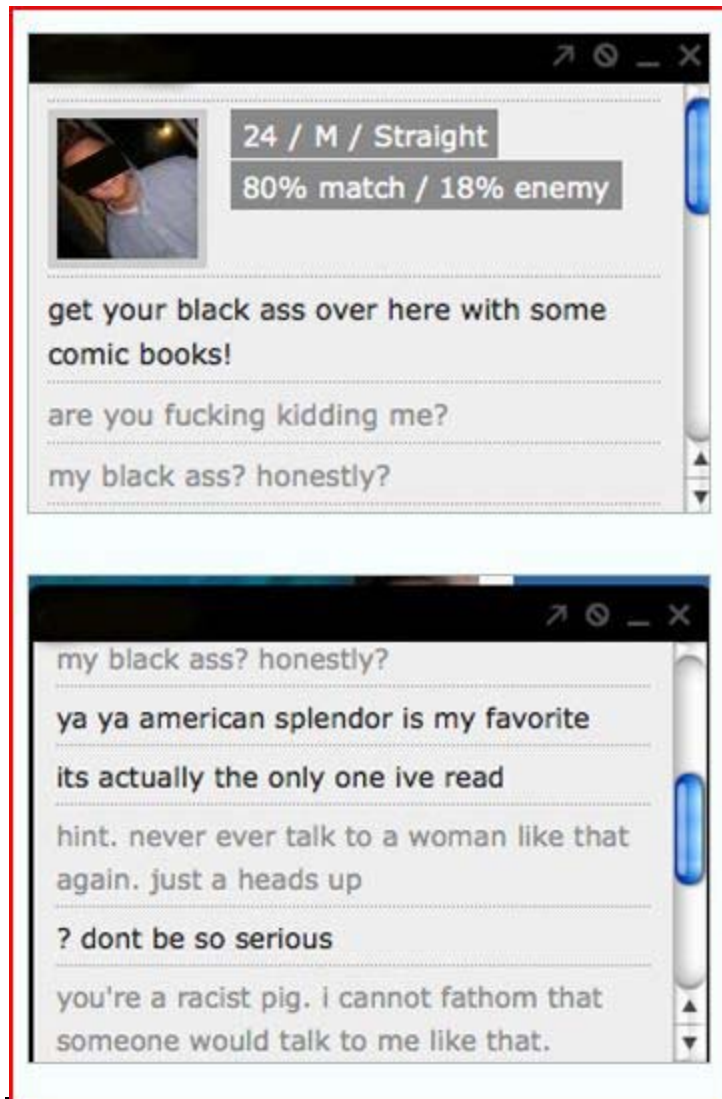 24 / M / Straight
80% match / 18% enemy
get your black ass over here with some
comic books!
are you fucking kidding me?
my black ass? honestly?
my black ass? honestly?
ya ya american splendor is my favorite
its actually the only one ive read
hint. never ever talk to a woman like that
again. just a heads up
? dont be so serious
you're a racist pig. i cannot fathom that
someone would talk to me like that.